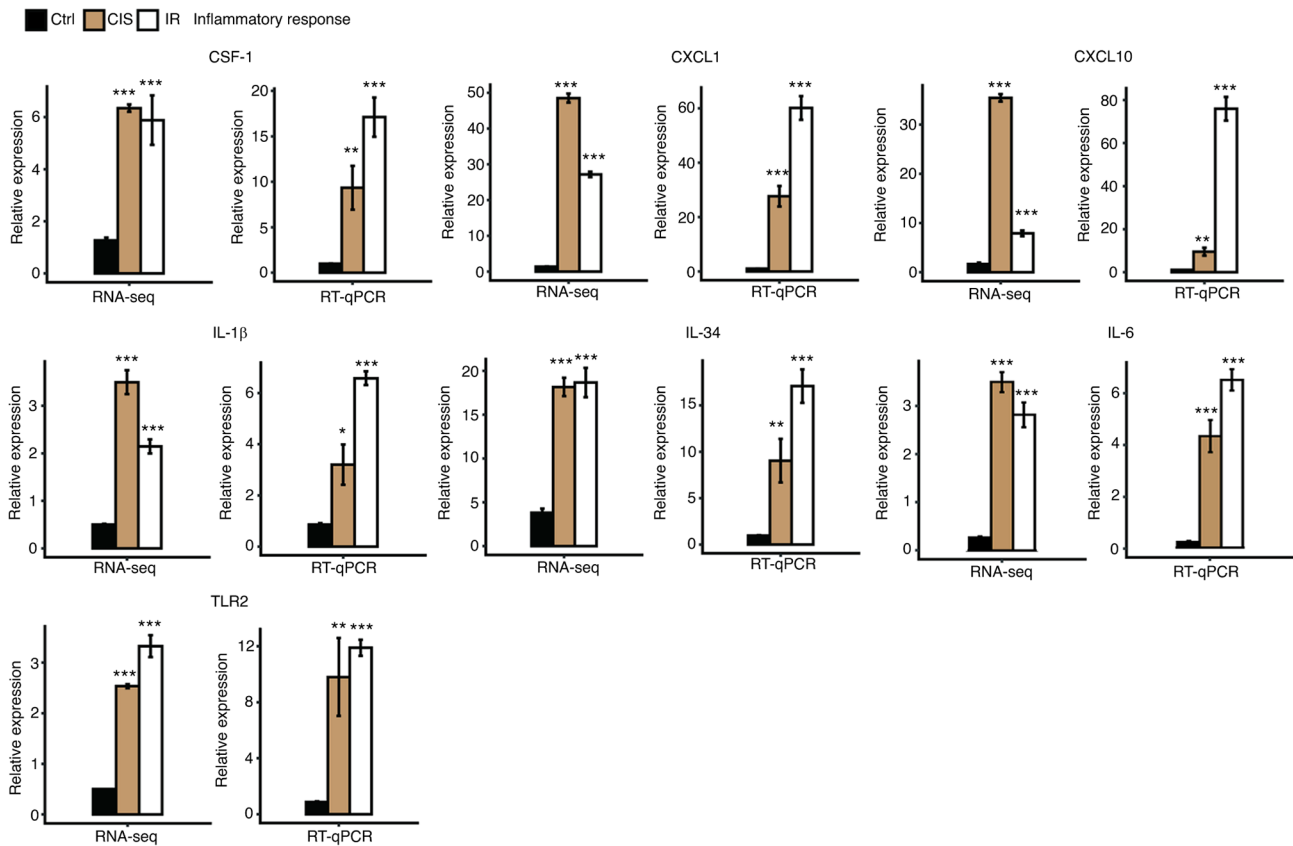 Ctrl CIS IR Inflammatory response
CSF-1
Relative expression
6
4
2
0
*** ***
RNA-seq
Relative expression
20
15
10
5
0
** ***
RT-qPCR
CXCL1
Relative expression
50
40
30
20
10
0
*** ***
RNA-seq
Relative expression
60
40
20
0
*** ***
RT-qPCR
CXCL10
Relative expression
30
20
10
0
*** ***
RNA-seq
Relative expression
80
60
40
20
0
** ***
RT-qPCR
IL-1β
Relative expression
3
2
1
0
*** ***
RNA-seq
Relative expression
6
4
2
0
* ***
RT-qPCR
IL-34
Relative expression
20
15
10
5
0
*** ***
RNA-seq
Relative expression
15
10
5
0
** ***
RT-qPCR
IL-6
Relative expression
3
2
1
0
*** ***
RNA-seq
Relative expression
6
4
2
0
*** ***
RT-qPCR
TLR2
Relative expression
3
2
1
0
*** ***
RNA-seq
Relative expression
12
8
4
0
** ***
RT-qPCR